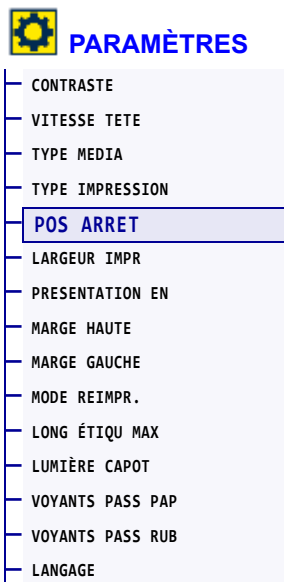 PARAMÈTRES
CONTRASTE
VITESSE TETE
TYPE MEDIA
TYPE IMPRESSION
POS ARRET
LARGEUR IMPR
PRESENTATION EN
MARGE HAUTE
MARGE GAUCHE
MODE REIMPR.
LONG ÉTIQU MAX
LUMIÈRE CAPOT
VOYANTS PASS PAP
VOYANTS PASS RUB
LANGAGE